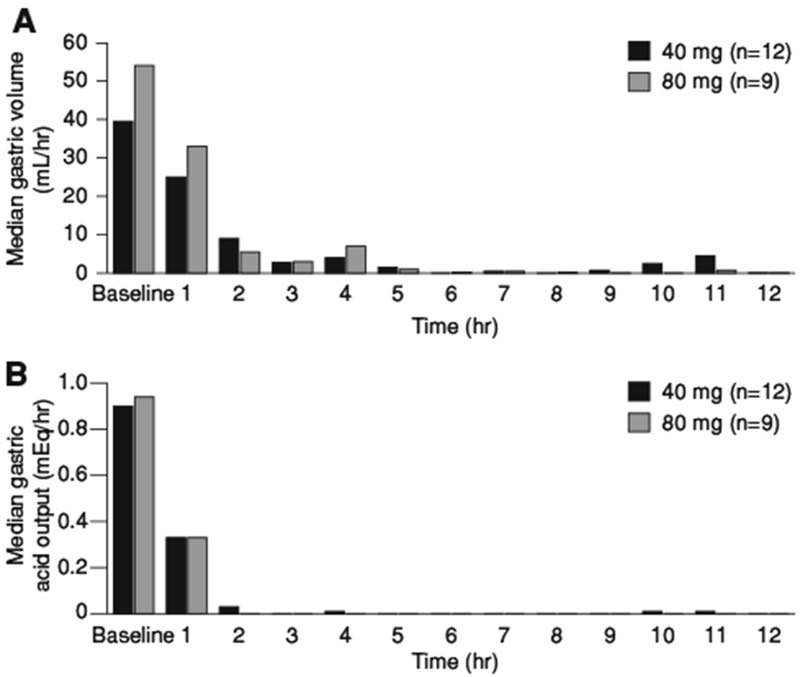 A
Median gastric volume
(mL/hr)
60
50
40
30
20
10
0
40 mg (n=12)
80 mg (n=9)
Baseline 1 2 3 4 5 6 7 8 9 10 11 12
Time (hr)
B
Median gastric
acid output (mEq/hr)
1.0
0.8
0.6
0.4
0.2
0
40 mg (n=12)
80 mg (n=9)
Baseline 1 2 3 4 5 6 7 8 9 10 11 12
Time (hr)